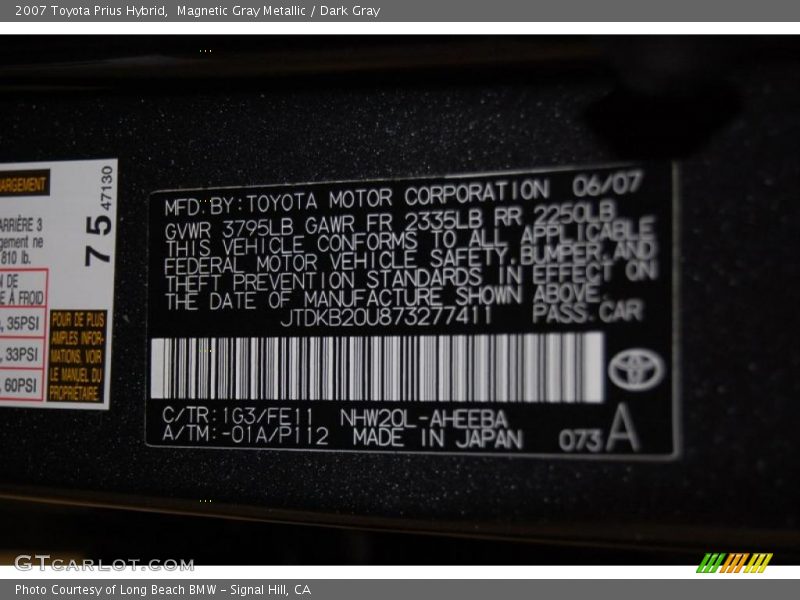 2007 Toyota Prius Hybrid,  Magnetic Gray Metallic / Dark Gray
ARGEMENT
ARRIÈRE 3
gement ne
810 lb.
N DE
E À FROID
, 35PSI
, 33PSI
, 60PSI
75
47130
POUR DE PLUS
AMPLES INFOR-
MATIONS, VOIR
LE MANUEL DU
PROPRIÉTAIRE
MFD.BY:TOYOTA MOTOR CORPORATION 06/07
GVWR 3795LB GAWR FR 2335LB RR 2250LB
THIS VEHICLE CONFORMS TO ALL APPLICABLE
FEDERAL MOTOR VEHICLE SAFETY,BUMPER,AND
THEFT PREVENTION STANDARDS IN EFFECT ON
THE DATE OF MANUFACTURE SHOWN ABOVE.
JTDKB20U873277411 PASS.CAR
C/TR:1G3/FE11 NHW20L-AHEEBA
A/TM:-01A/P112 MADE IN JAPAN 073 A
GTCARLOT.COM
Photo Courtesy of Long Beach BMW – Signal Hill, CA